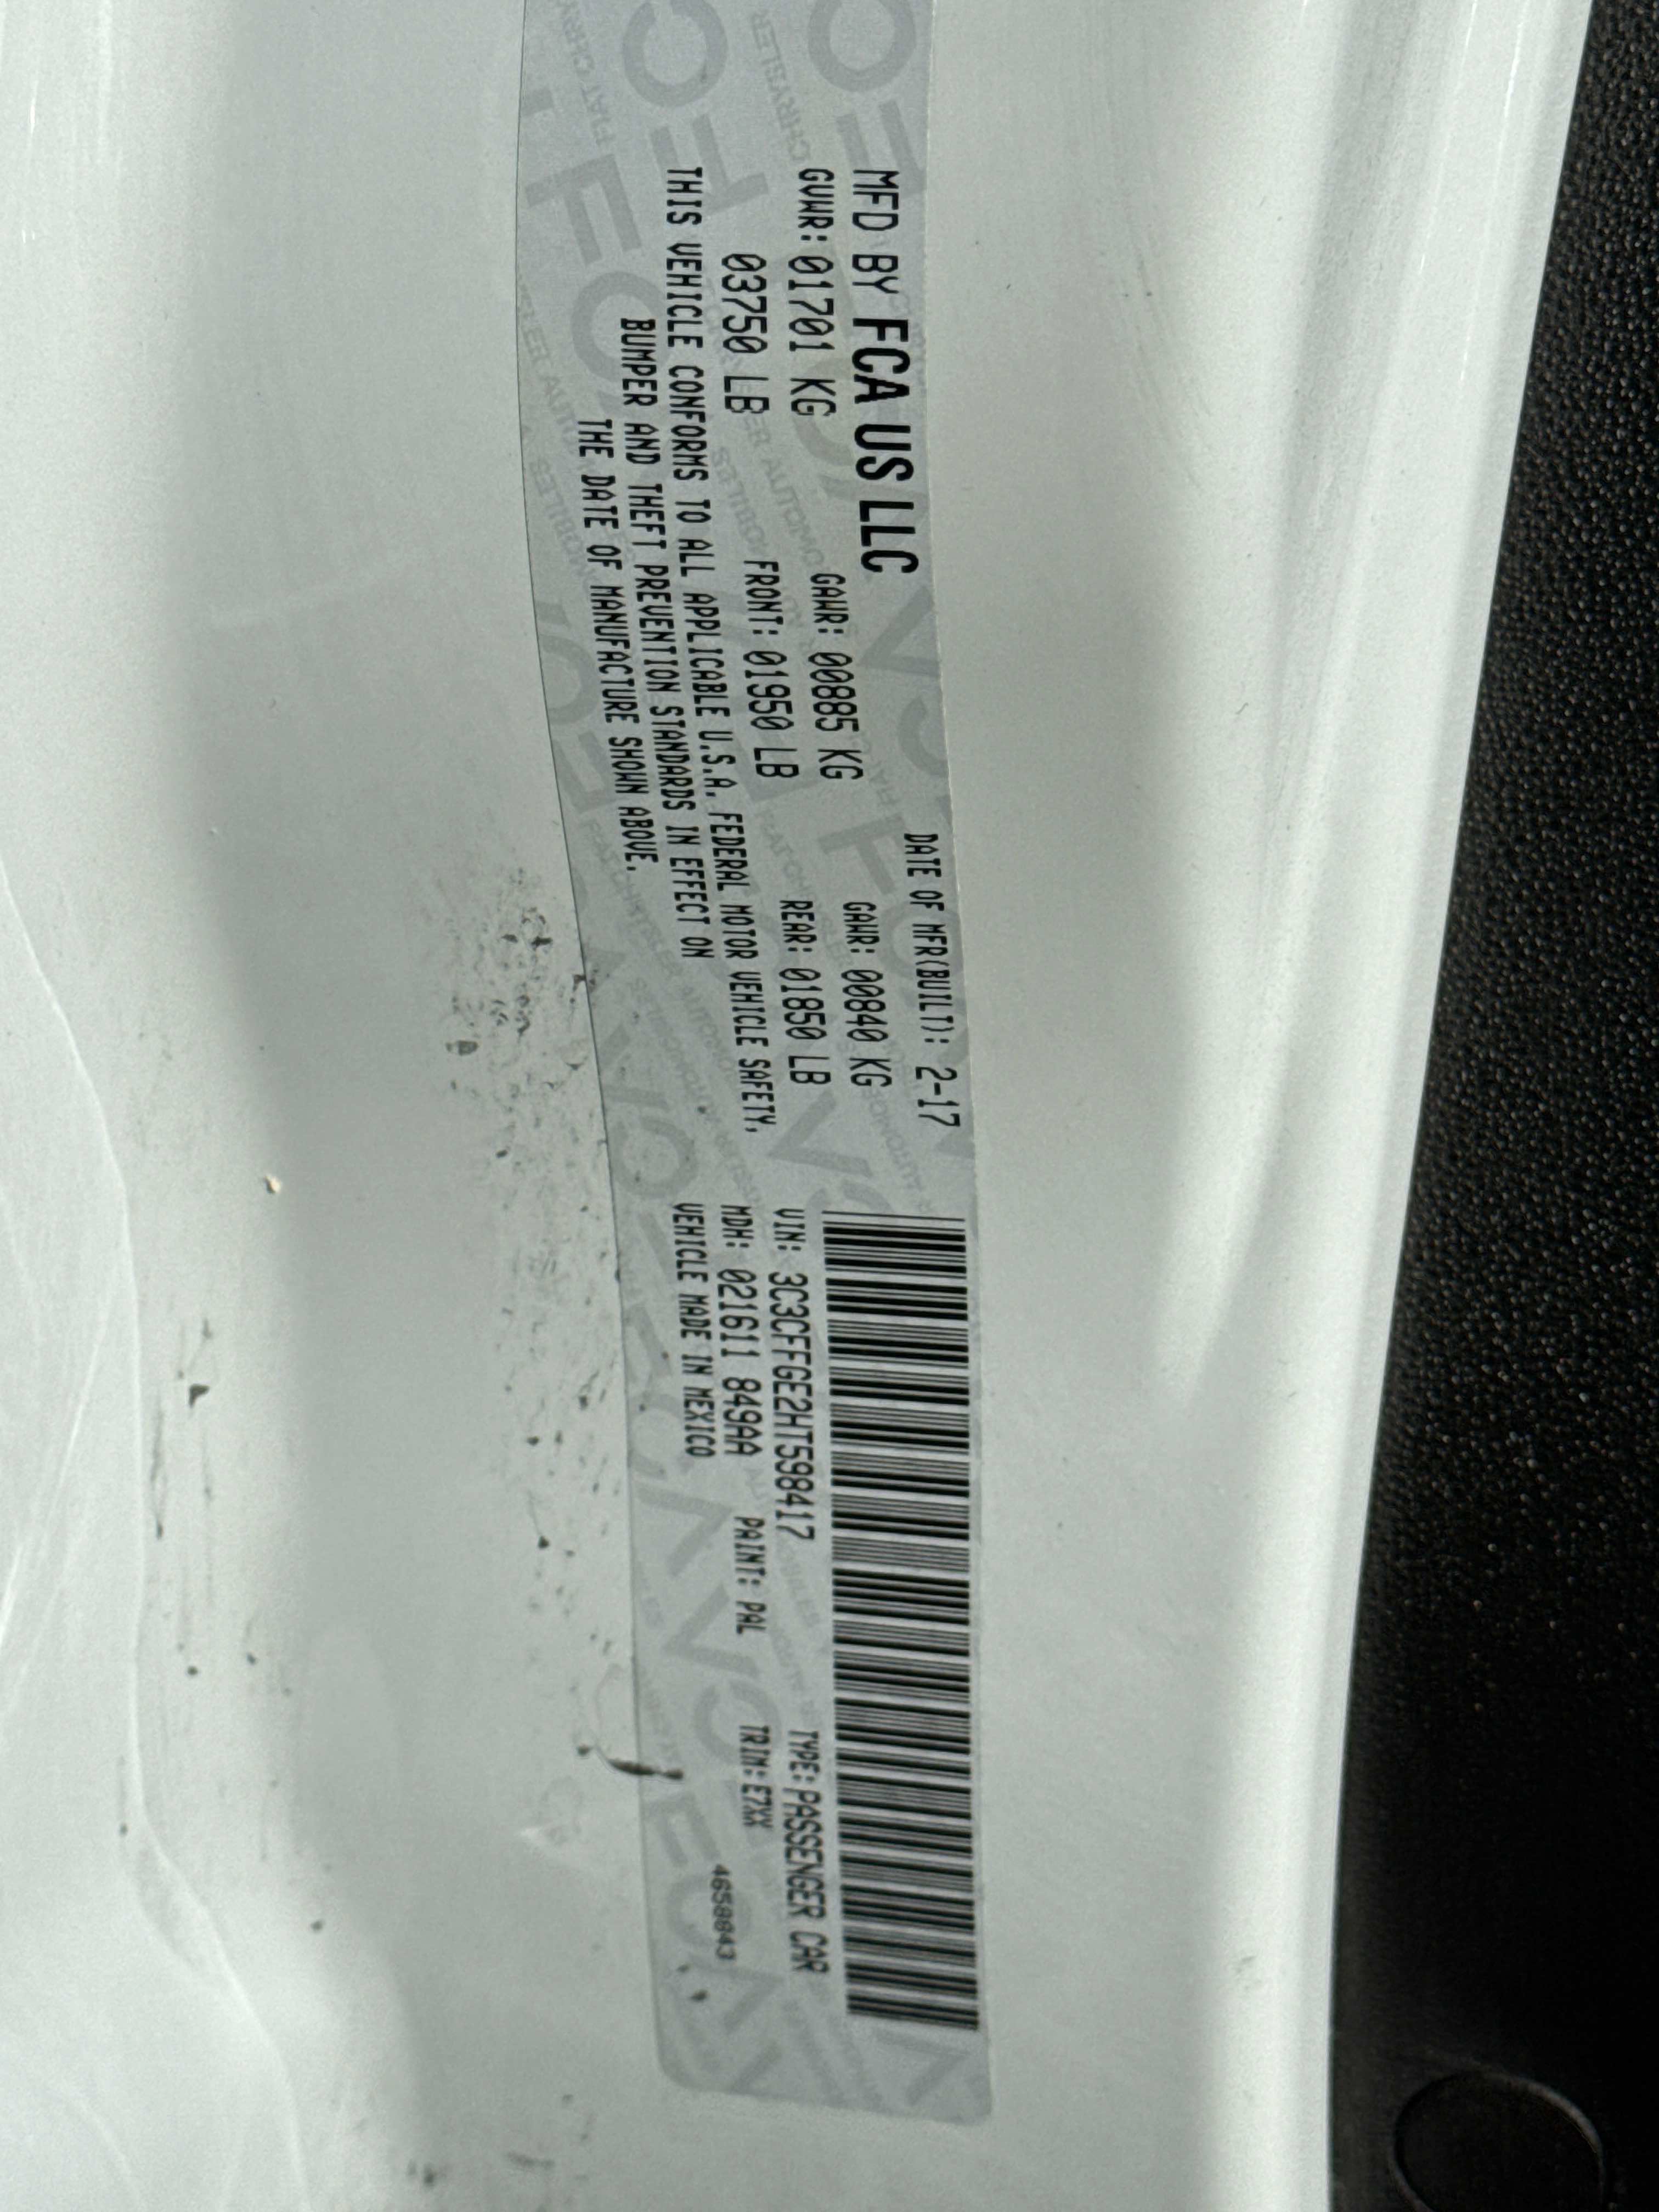 MFD BY FCA US LLC
DATE OF MFR(BUILT): 2-17
GVWR: 01701 KG GAWR: 00885 KG GAWR: 00840 KG
03750 LB FRONT: 01950 LB REAR: 01850 LB
THIS VEHICLE CONFORMS TO ALL APPLICABLE U.S.A. FEDERAL MOTOR VEHICLE SAFETY,
BUMPER AND THEFT PREVENTION STANDARDS IN EFFECT ON
THE DATE OF MANUFACTURE SHOWN ABOVE.
VIN: 3C3CFFGE2HT598417 TYPE: PASSENGER CAR
MDH: 021611 849AA PAINT: PAL TRIM: E7XX
VEHICLE MADE IN MEXICO
4658843